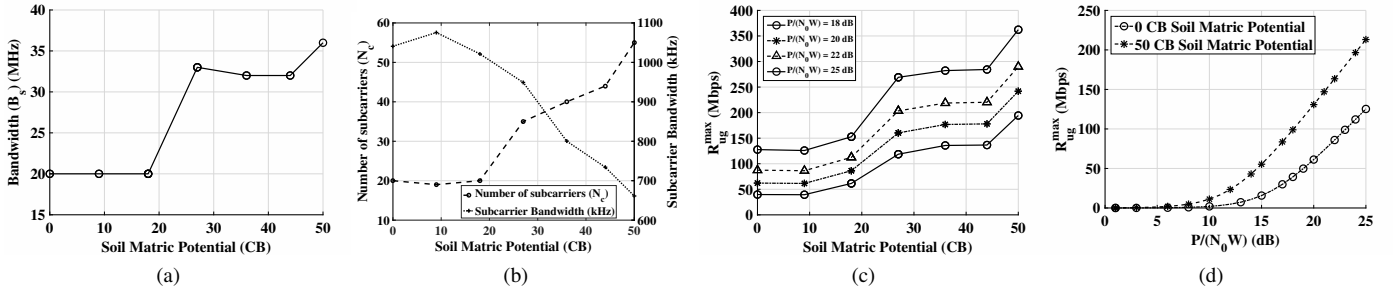 40
35
30
25
20
15
0 10 20 30 40 50
Bandwidth (B_s) (MHz)
Soil Matric Potential (CB)
(a)
60
50
40
30
20
10
1100
1000
900
800
700
600
0 10 20 30 40 50
Number of subcarriers (N_c)
Subcarrier Bandwidth (kHz)
Number of subcarriers (N_c)
Subcarrier Bandwidth (kHz)
Soil Matric Potential (CB)
(b)
400
350
300
250
200
150
100
50
0
0 10 20 30 40 50
R_ug^max (Mbps)
P/(N_0W) = 18 dB
P/(N_0W) = 20 dB
P/(N_0W) = 22 dB
P/(N_0W) = 25 dB
Soil Matric Potential (CB)
(c)
250
200
150
100
50
0
0 5 10 15 20 25
R_ug^max (Mbps)
0 CB Soil Matric Potential
50 CB Soil Matric Potential
P/(N_0W) (dB)
(d)